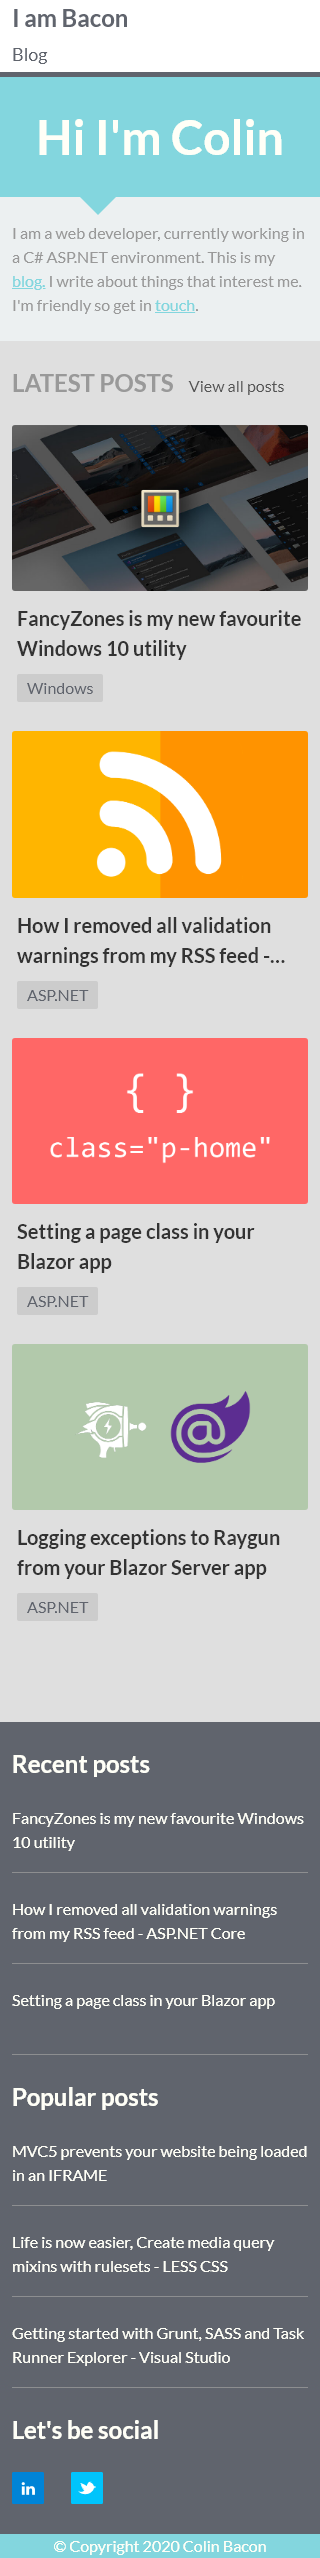 I am Bacon
Blog
Hi I'm Colin
I am a web developer, currently working in
a C# ASP.NET environment. This is my
blog. I write about things that interest me.
I'm friendly so get in touch.
LATEST POSTS View all posts
FancyZones is my new favourite
Windows 10 utility
Windows
How I removed all validation
warnings from my RSS feed -...
ASP.NET
{ }
class="p-home"
Setting a page class in your
Blazor app
ASP.NET
@
Logging exceptions to Raygun
from your Blazor Server app
ASP.NET
Recent posts
FancyZones is my new favourite Windows
10 utility
How I removed all validation warnings
from my RSS feed - ASP.NET Core
Setting a page class in your Blazor app
Popular posts
MVC5 prevents your website being loaded
in an IFRAME
Life is now easier, Create media query
mixins with rulesets - LESS CSS
Getting started with Grunt, SASS and Task
Runner Explorer - Visual Studio
Let's be social
in
© Copyright 2020 Colin Bacon